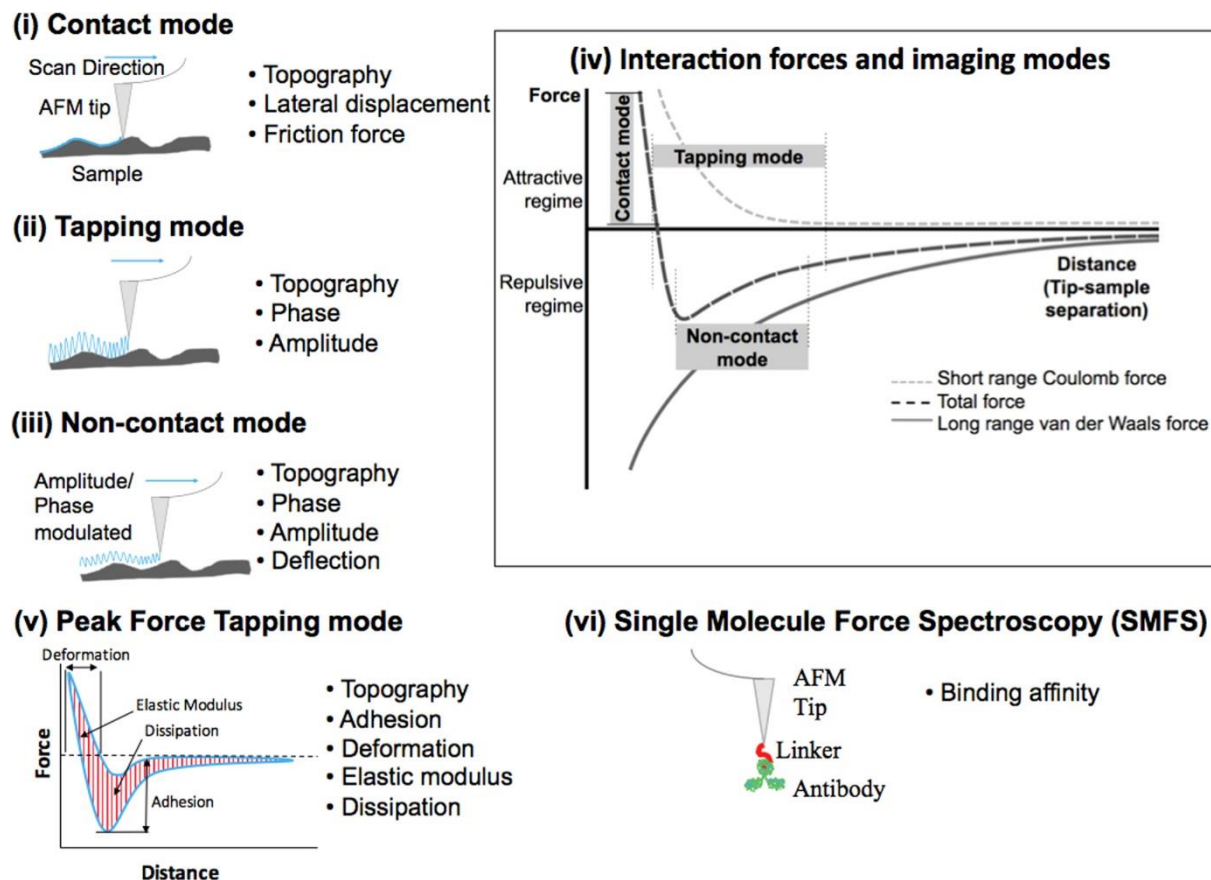 (i) Contact mode
Scan Direction
AFM tip
Sample
• Topography
• Lateral displacement
• Friction force
(ii) Tapping mode
• Topography
• Phase
• Amplitude
(iii) Non-contact mode
Amplitude/
Phase
modulated
• Topography
• Phase
• Amplitude
• Deflection
(iv) Interaction forces and imaging modes
Force
Attractive
regime
Repulsive
regime
Contact mode
Tapping mode
Non-contact
mode
Distance
(Tip-sample
separation)
Short range Coulomb force
Total force
Long range van der Waals force
(v) Peak Force Tapping mode
Deformation
Elastic Modulus
Dissipation
Adhesion
Force
Distance
• Topography
• Adhesion
• Deformation
• Elastic modulus
• Dissipation
(vi) Single Molecule Force Spectroscopy (SMFS)
AFM
Tip
Linker
Antibody
• Binding affinity